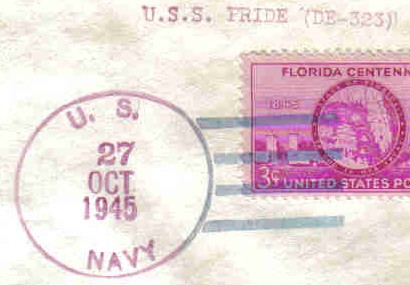 U.S.S. PRIDE (DE-323)
FLORIDA CENTENN
U. S.
27
OCT
1945
NAVY
3¢ UNITED STATES PO